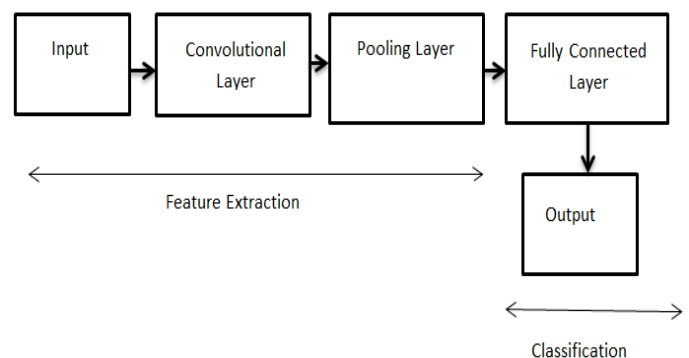 Input
Convolutional
Layer
Pooling Layer
Fully Connected
Layer
Feature Extraction
Output
Classification